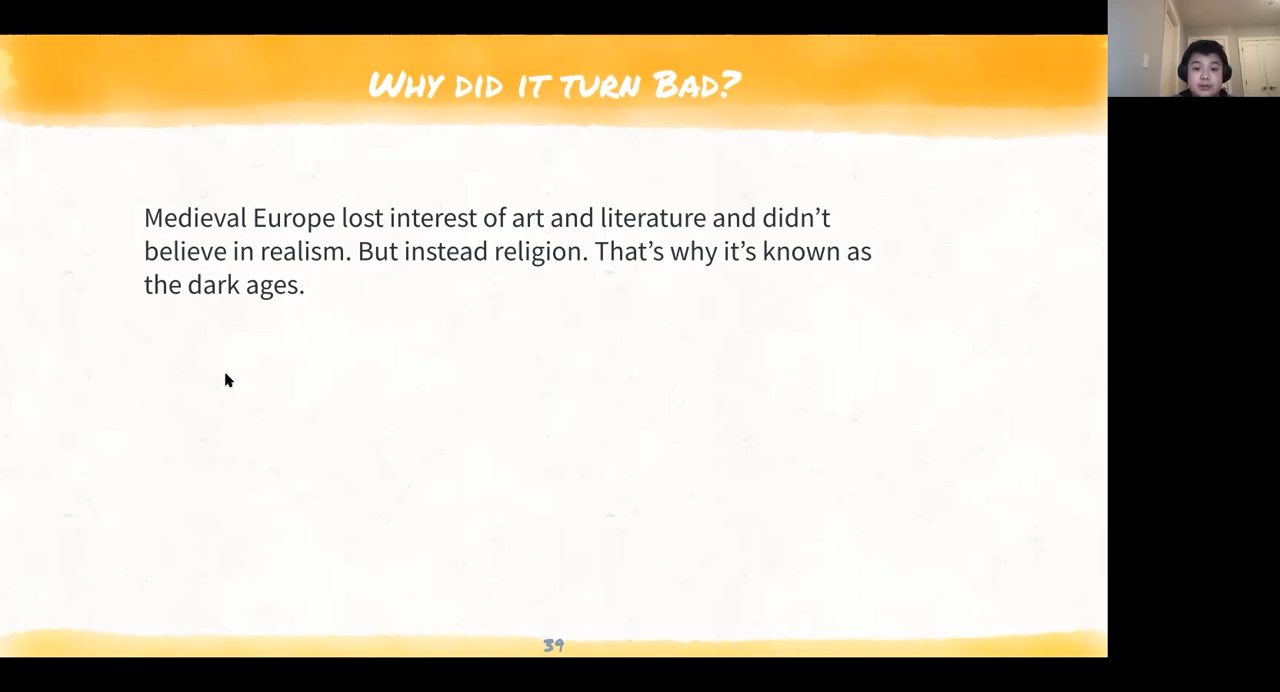 WHY DID IT TURN BAD?
Medieval Europe lost interest of art and literature and didn’t
believe in realism. But instead religion. That’s why it’s known as
the dark ages.
39